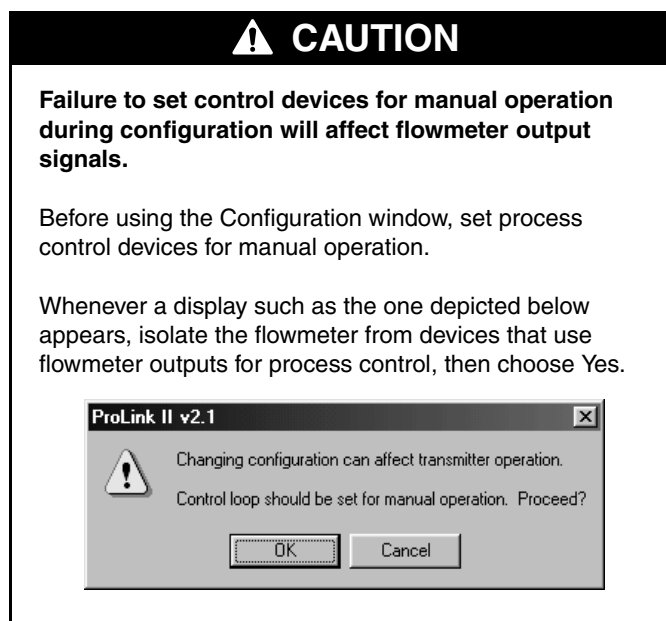 CAUTION
Failure to set control devices for manual operation
during configuration will affect flowmeter output
signals.
Before using the Configuration window, set process
control devices for manual operation.
Whenever a display such as the one depicted below
appears, isolate the flowmeter from devices that use
flowmeter outputs for process control, then choose Yes.
ProLink II v2.1
Changing configuration can affect transmitter operation.
Control loop should be set for manual operation. Proceed?
OK Cancel